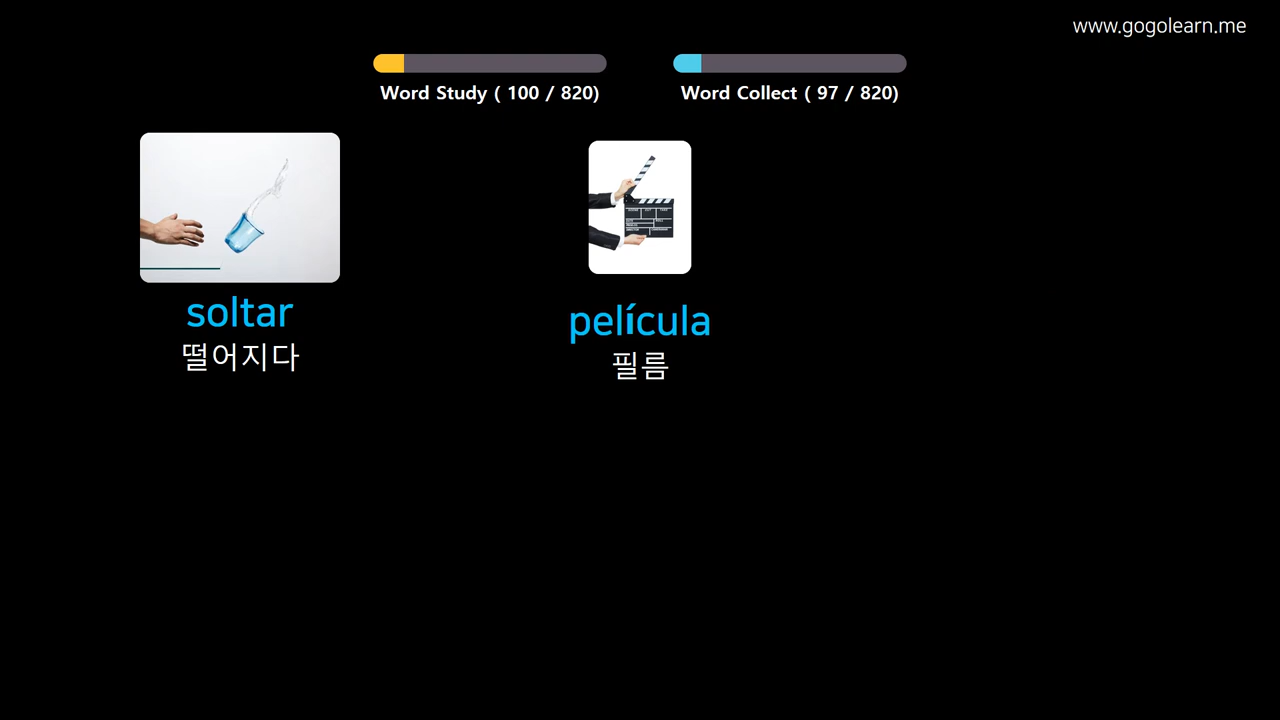 www.gogolearn.me
Word Study ( 100 / 820)
Word Collect ( 97 / 820)
soltar
떨어지다
película
필름